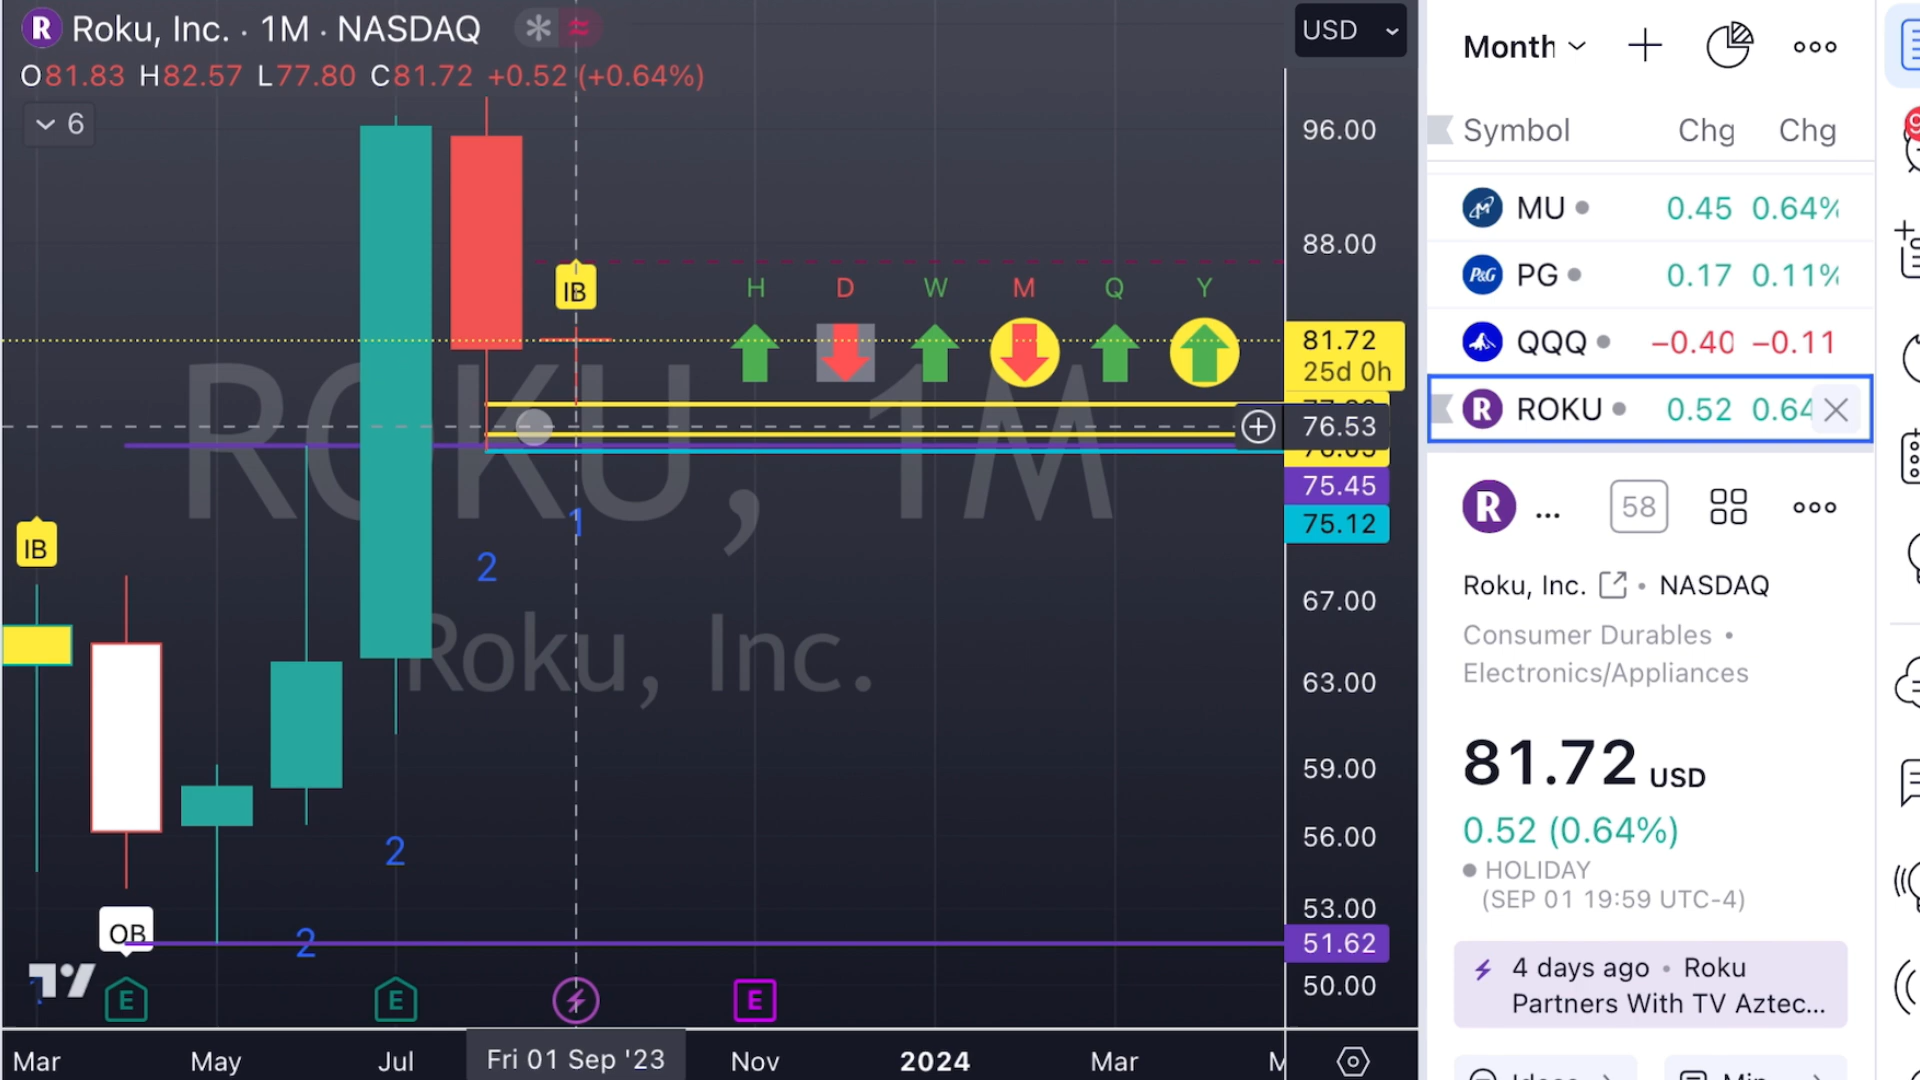 Roku, Inc. · 1M · NASDAQ
O81.83 H82.57 L77.80 C81.72 +0.52 (+0.64%)
6
USD
96.00
88.00
IB
H D W M Q Y
81.72
25d 0h
76.53
75.45
75.12
ROKU, 1M
Roku, Inc.
1
2
IB
67.00
63.00
59.00
56.00
53.00
51.62
50.00
2
OB
2
E
E
E
Mar May Jul Fri 01 Sep '23 Nov 2024 Mar
Month
Symbol Chg Chg
MU 0.45 0.64%
P&G PG 0.17 0.11%
QQQ −0.40 −0.11
R ROKU 0.52 0.64
R ... 58
Roku, Inc. • NASDAQ
Consumer Durables •
Electronics/Appliances
81.72 USD
0.52 (0.64%)
HOLIDAY
(SEP 01 19:59 UTC-4)
4 days ago • Roku
Partners With TV Aztec...